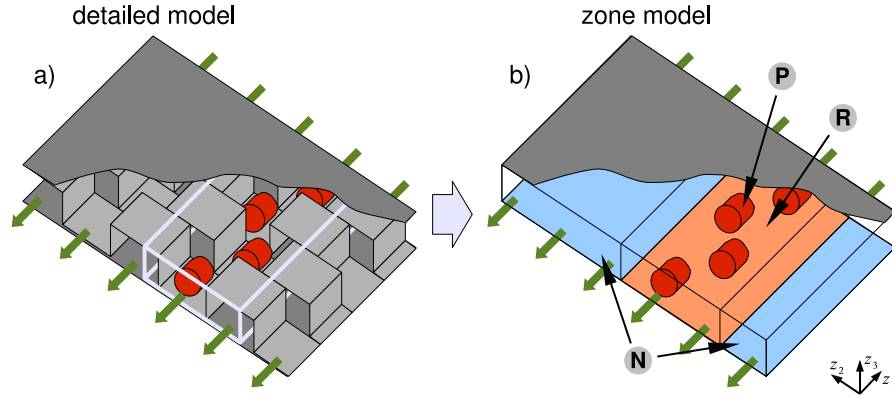 detailed model
zone model
a)
b)
P
R
N
z₃
z₂
z